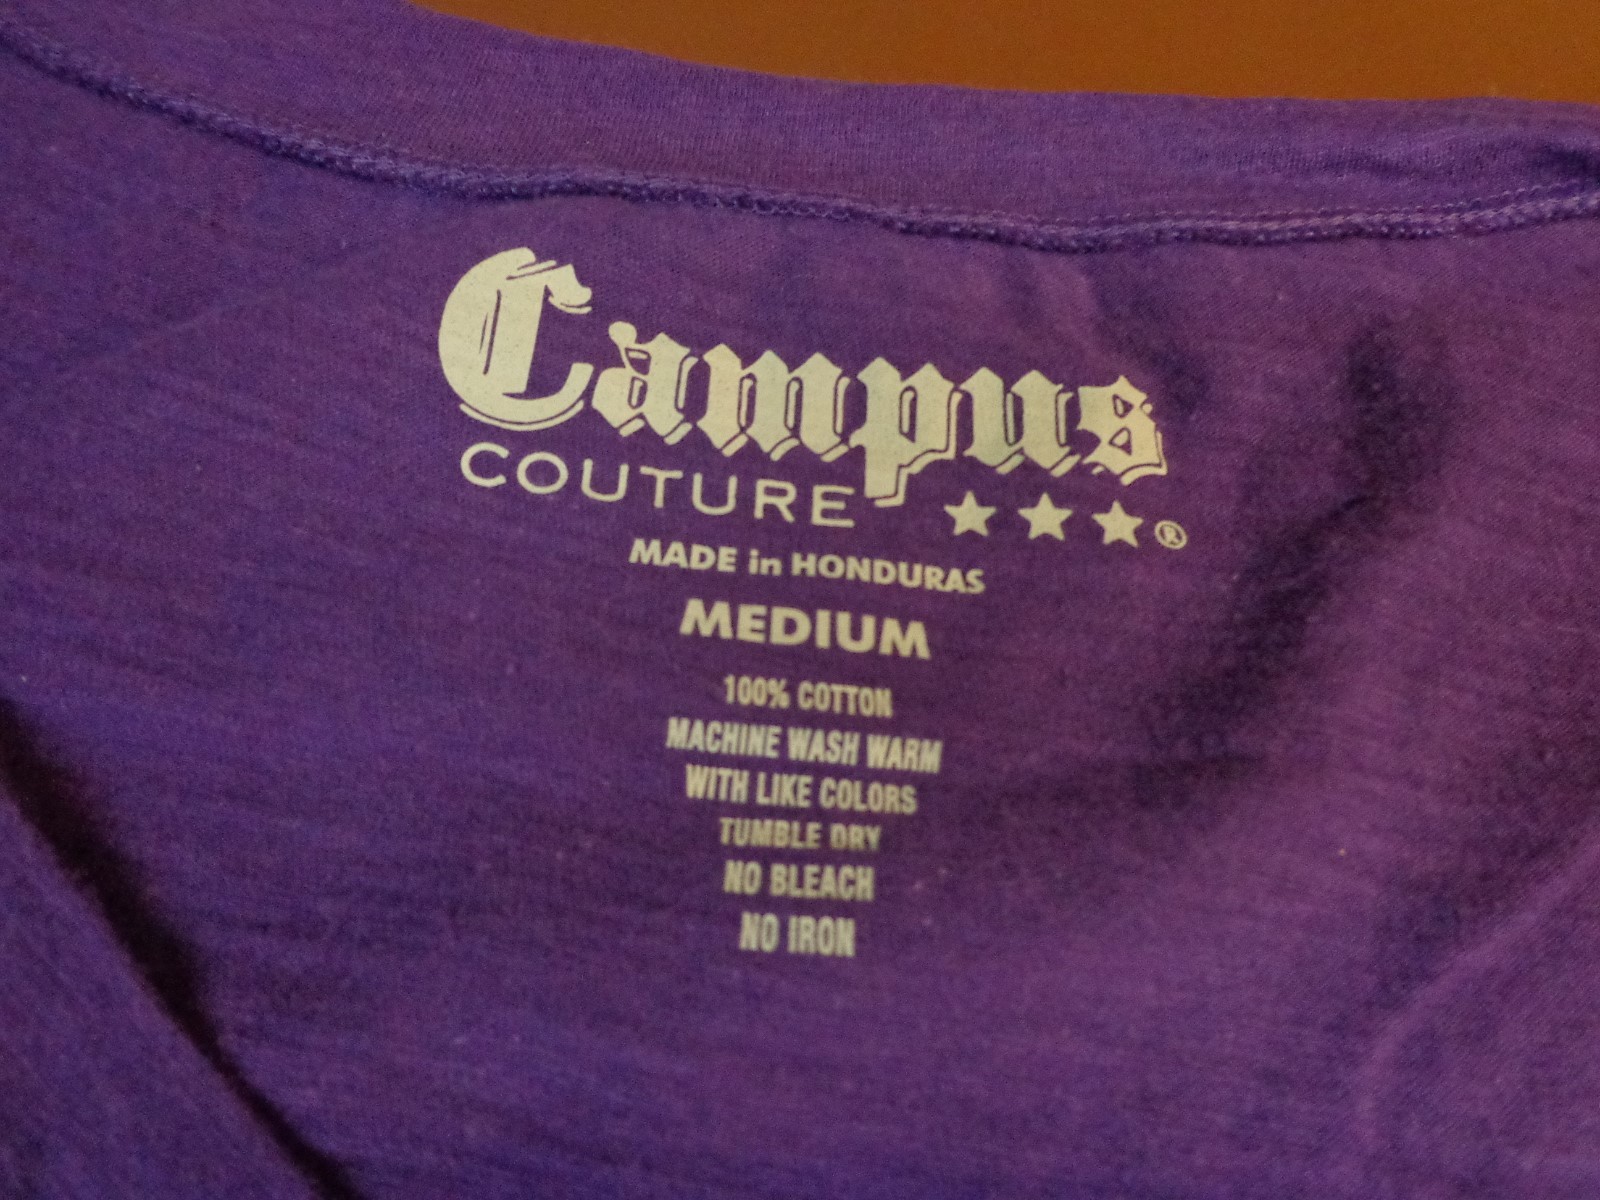 Campus
COUTURE ★★★®
MADE in HONDURAS
MEDIUM
100% COTTON
MACHINE WASH WARM
WITH LIKE COLORS
TUMBLE DRY
NO BLEACH
NO IRON